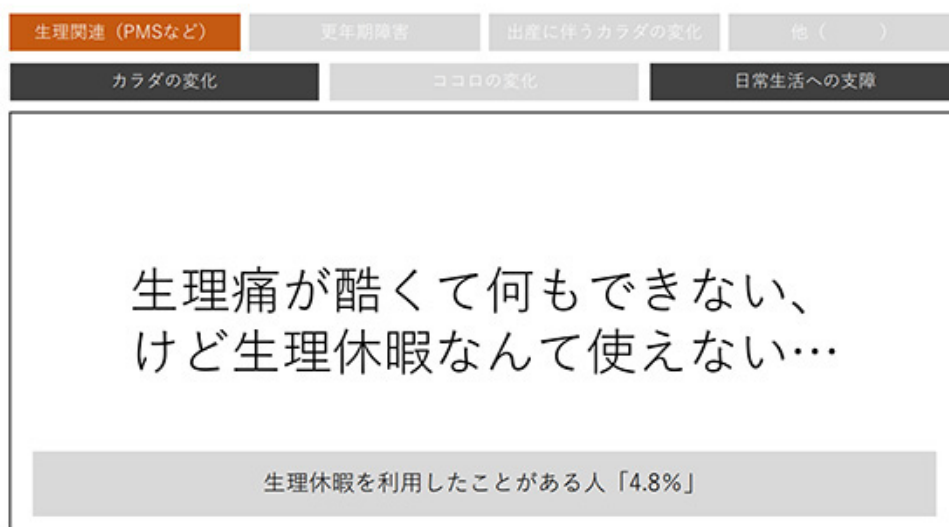 生理関連（PMSなど）
更年期障害
出産に伴うカラダの変化
他（　　　）
カラダの変化
ココロの変化
日常生活への支障
生理痛が酷くて何もできない、
けど生理休暇なんて使えない…
生理休暇を利用したことがある人「4.8%」